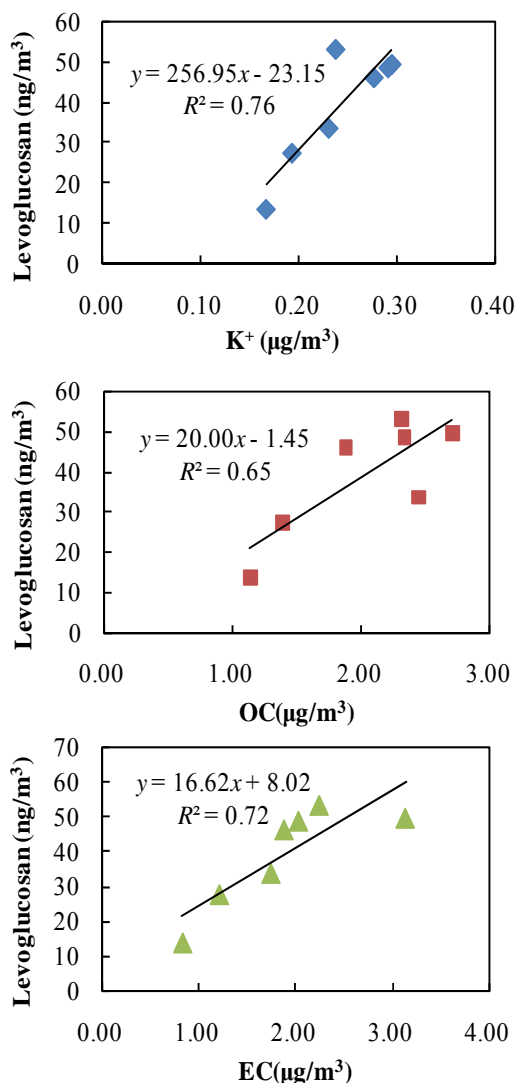 60
50
40
30
20
10
0
Levoglucosan (ng/m³)
y = 256.95x - 23.15
R² = 0.76
0.00 0.10 0.20 0.30 0.40
K⁺ (µg/m³)
60
50
40
30
20
10
0
Levoglucosan (ng/m³)
y = 20.00x - 1.45
R² = 0.65
0.00 1.00 2.00 3.00
OC(µg/m³)
70
60
50
40
30
20
10
0
Levoglucosan (ng/m³)
y = 16.62x + 8.02
R² = 0.72
0.00 1.00 2.00 3.00 4.00
EC(µg/m³)